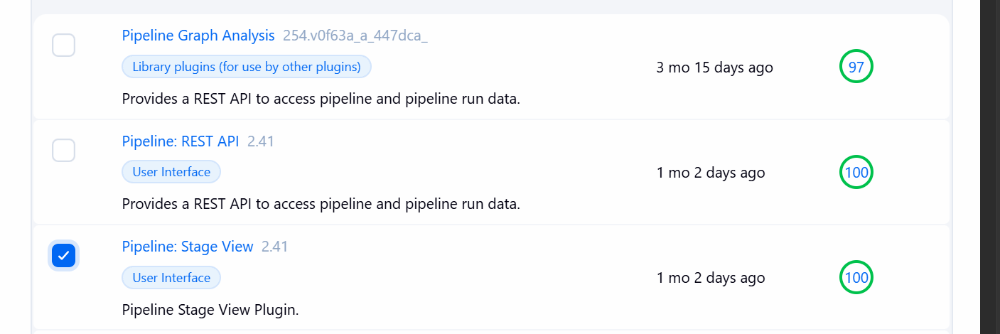 Pipeline Graph Analysis 254.v0f63a_a_447dca_
Library plugins (for use by other plugins)
3 mo 15 days ago
97
Provides a REST API to access pipeline and pipeline run data.
Pipeline: REST API 2.41
User Interface
1 mo 2 days ago
100
Provides a REST API to access pipeline and pipeline run data.
Pipeline: Stage View 2.41
User Interface
1 mo 2 days ago
100
Pipeline Stage View Plugin.